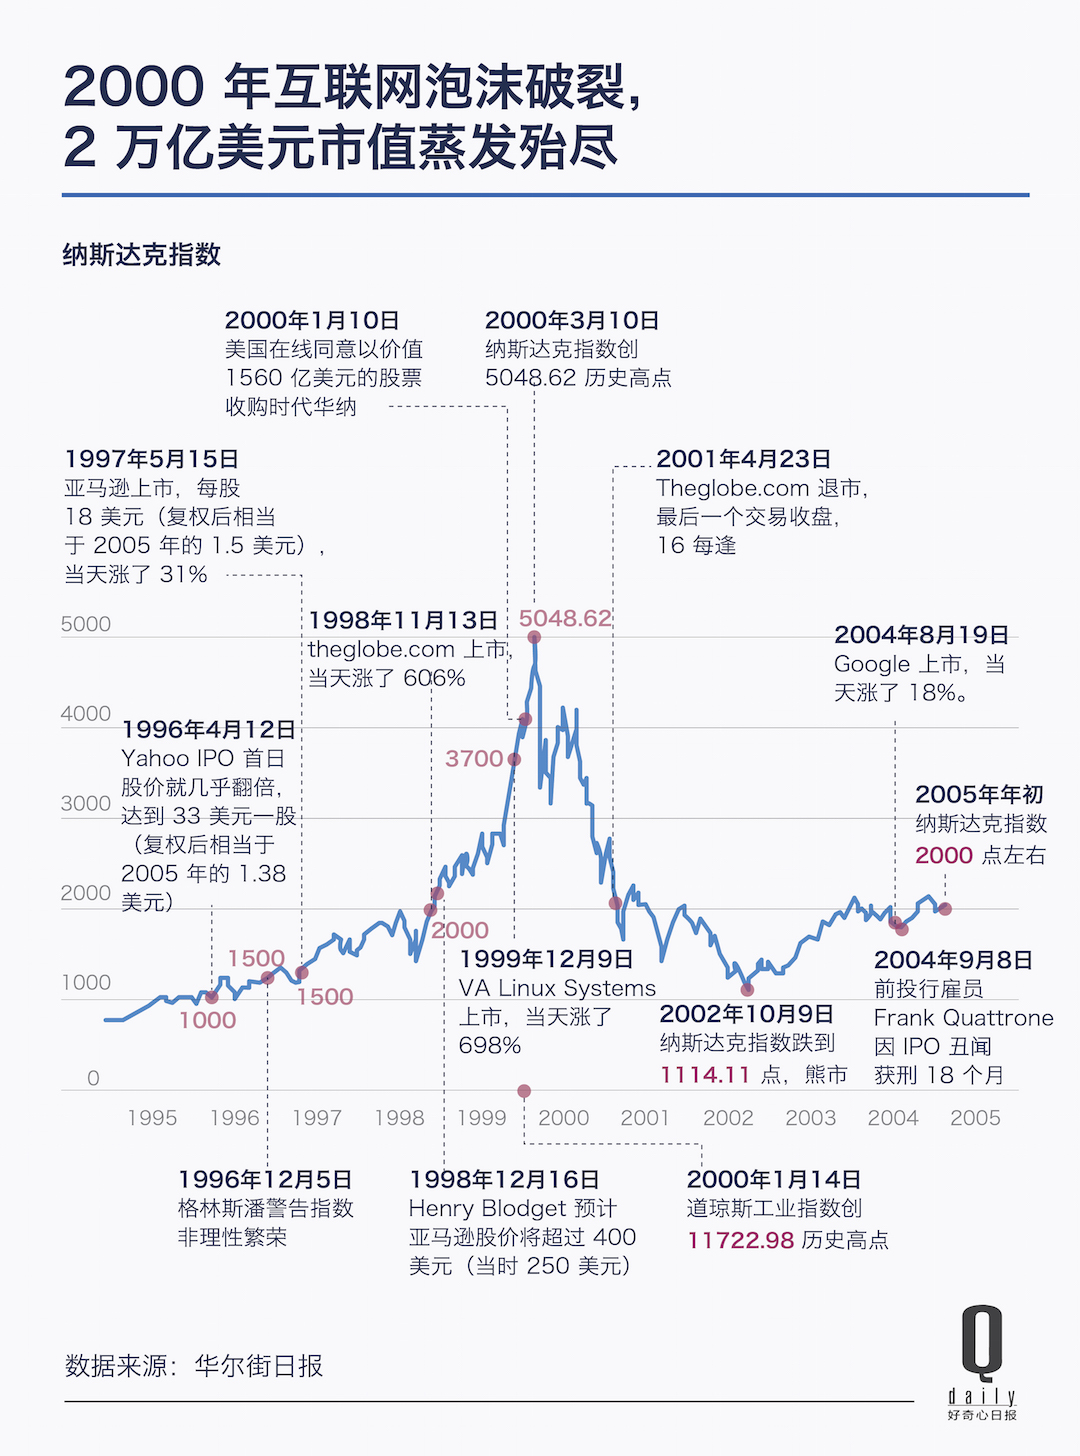 2000 年互联网泡沫破裂，
2 万亿美元市值蒸发殆尽
纳斯达克指数
2000年1月10日
美国在线同意以价值
1560 亿美元的股票
收购时代华纳
2000年3月10日
纳斯达克指数创
5048.62 历史高点
1997年5月15日
亚马逊上市，每股
18 美元（复权后相当
于 2005 年的 1.5 美元），
当天涨了 31%
2001年4月23日
Theglobe.com 退市，
最后一个交易收盘，
16 每逢
1998年11月13日
theglobe.com 上市，
当天涨了 606%
5048.62
2004年8月19日
Google 上市，当
天涨了 18%。
1996年4月12日
Yahoo IPO 首日
股价就几乎翻倍，
达到 33 美元一股
（复权后相当于
2005 年的 1.38
美元）
3700
2005年年初
纳斯达克指数
2000 点左右
5000
4000
3000
2000
1000
0
1500
1000
1500
2000
1999年12月9日
VA Linux Systems
上市，当天涨了
698%
2002年10月9日
纳斯达克指数跌到
1114.11 点，熊市
2004年9月8日
前投行雇员
Frank Quattrone
因 IPO 丑闻
获刑 18 个月
1995 1996 1997 1998 1999 2000 2001 2002 2003 2004 2005
1996年12月5日
格林斯潘警告指数
非理性繁荣
1998年12月16日
Henry Blodget 预计
亚马逊股价将超过 400
美元（当时 250 美元）
2000年1月14日
道琼斯工业指数创
11722.98 历史高点
数据来源：华尔街日报
Q
daily
好奇心日报